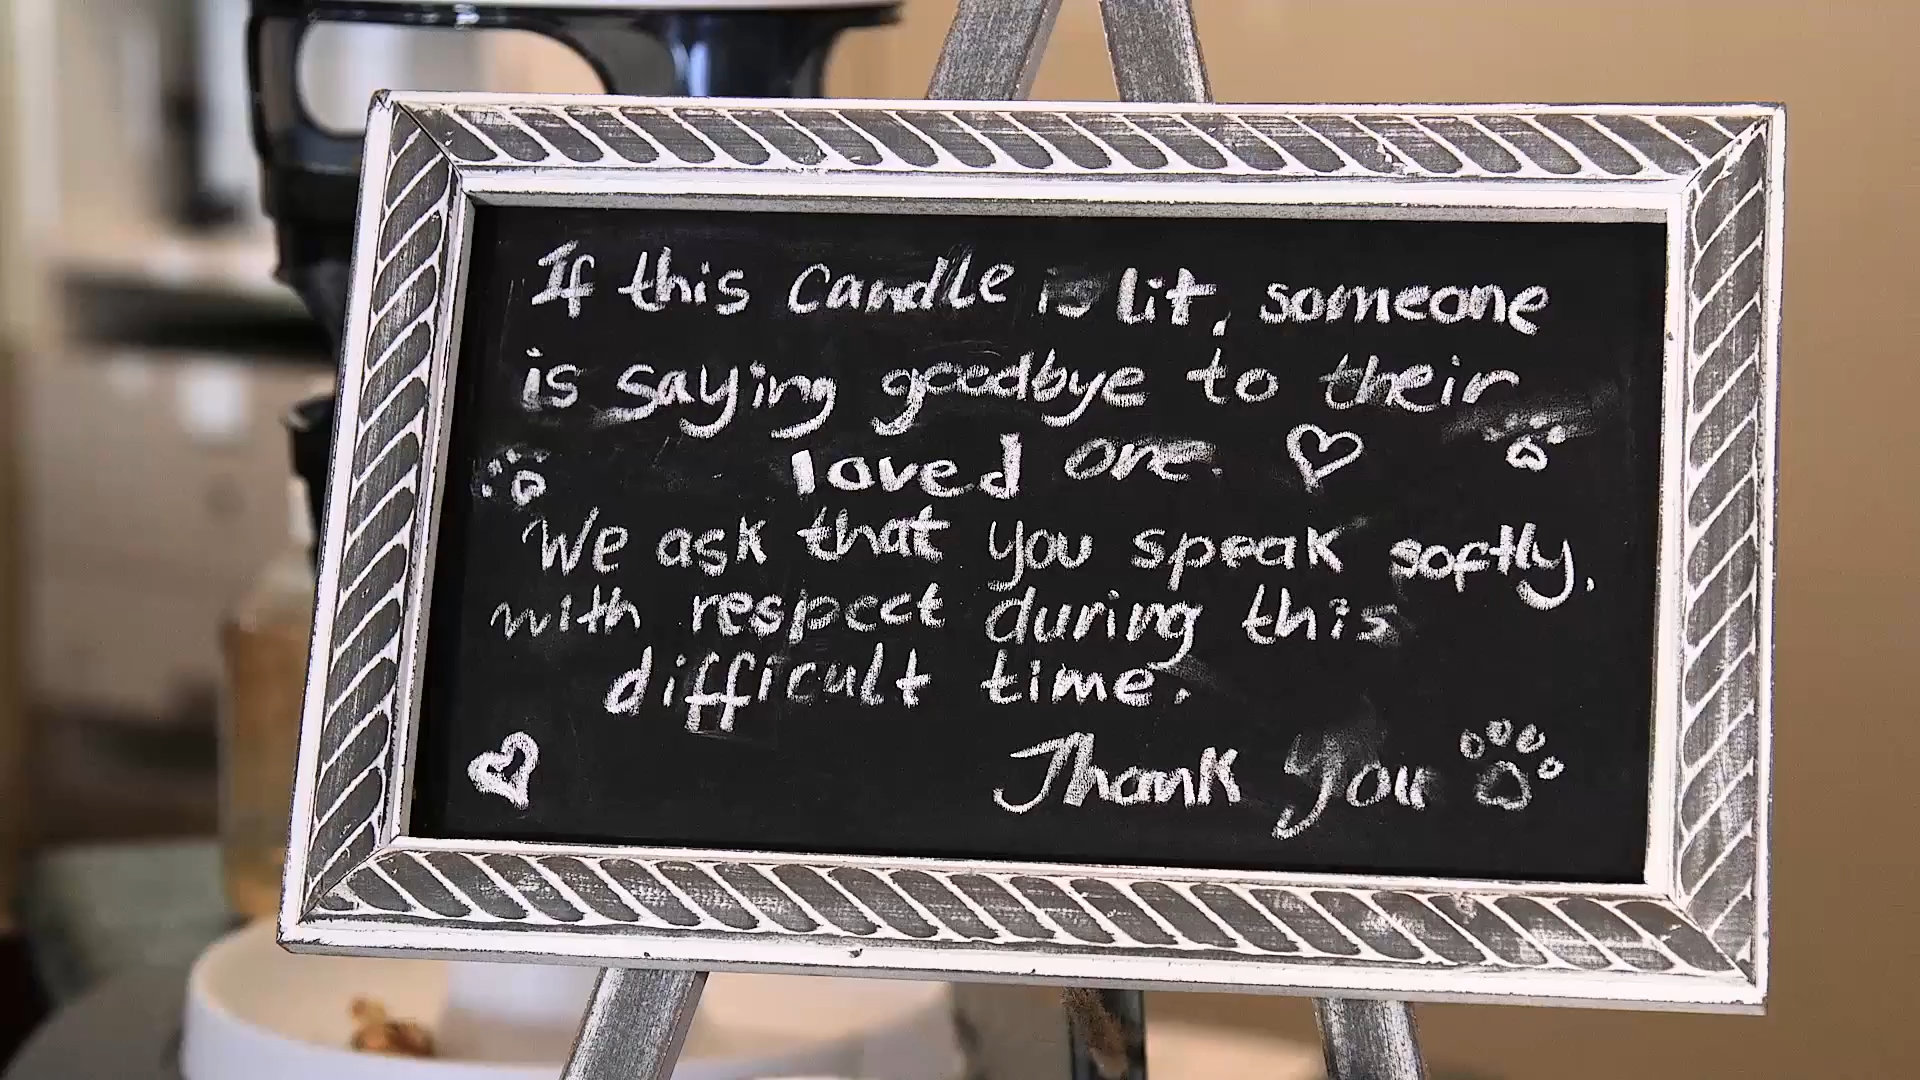 If this candle is lit, someone
is saying goodbye to their
loved one.
We ask that you speak softly,
with respect during this
difficult time.
Thank You